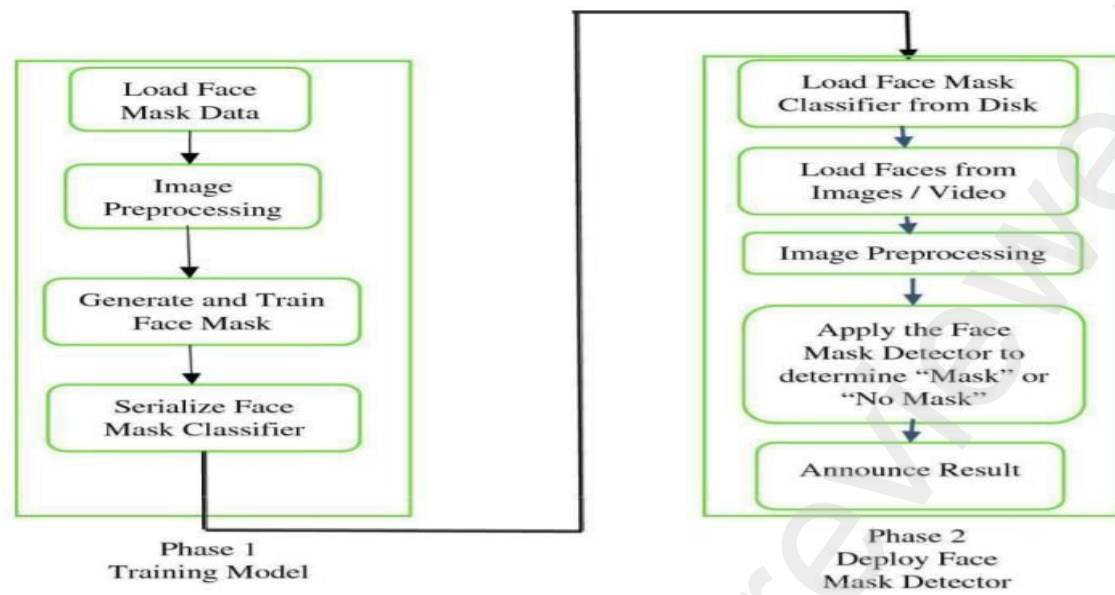 Load Face
Mask Data
Image
Preprocessing
Generate and Train
Face Mask
Serialize Face
Mask Classifier
Phase 1
Training Model
Load Face Mask
Classifier from Disk
Load Faces from
Images / Video
Image Preprocessing
Apply the Face
Mask Detector to
determine “Mask” or
“No Mask”
Announce Result
Phase 2
Deploy Face
Mask Detector